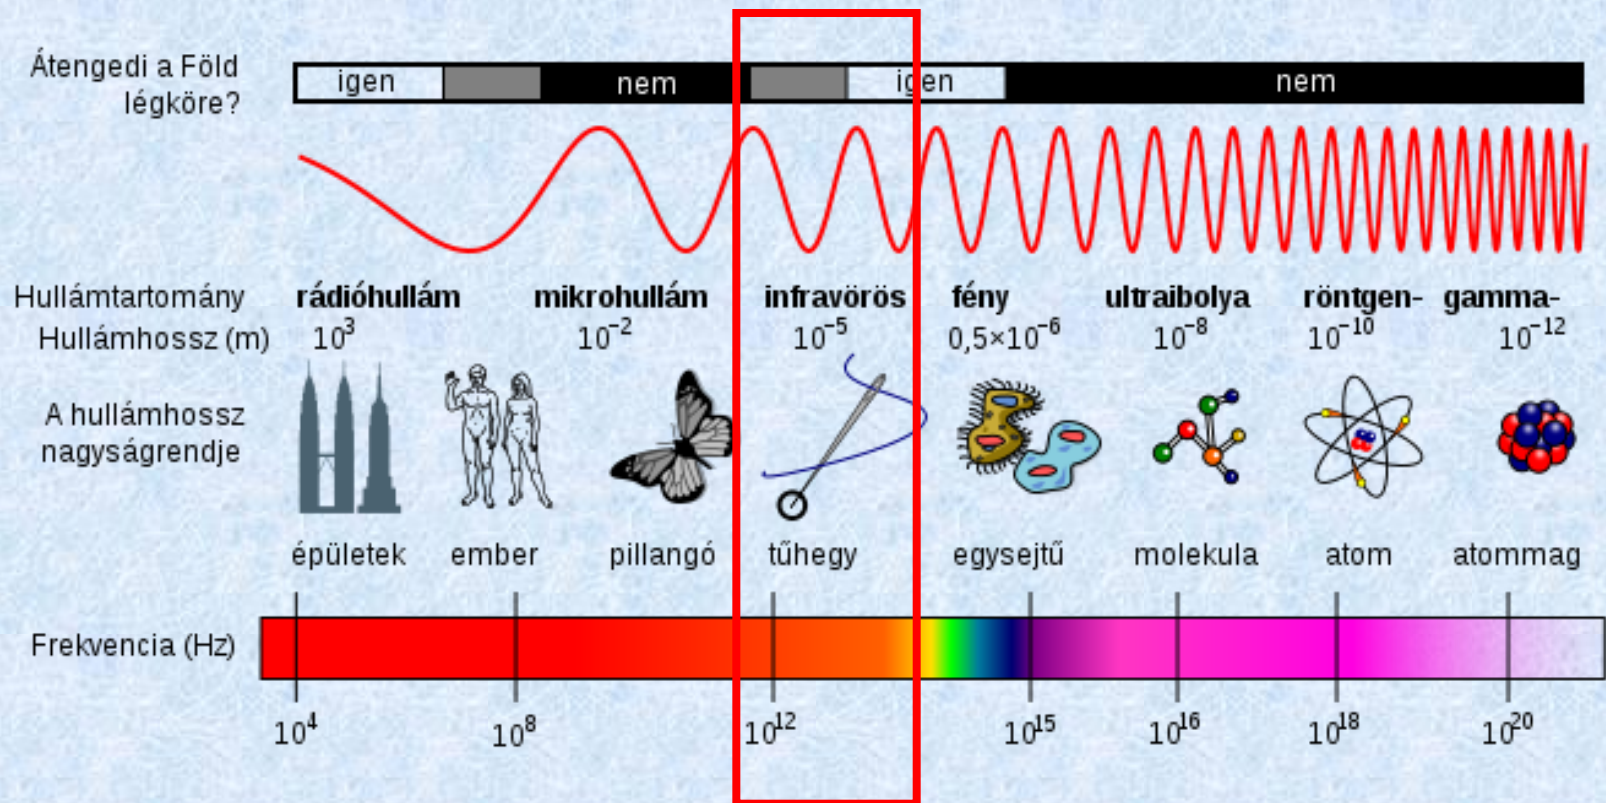 Átengedi a Föld
légköre?
igen nem igen nem
Hullámtartomány rádióhullám mikrohullám infravörös fény ultraibolya röntgen- gamma-
Hullámhossz (m) 10³ 10⁻² 10⁻⁵ 0,5×10⁻⁶ 10⁻⁸ 10⁻¹⁰ 10⁻¹²
A hullámhossz
nagyságrendje
épületek ember pillangó tűhegy egysejtű molekula atom atommag
Frekvencia (Hz)
10⁴ 10⁸ 10¹² 10¹⁵ 10¹⁶ 10¹⁸ 10²⁰